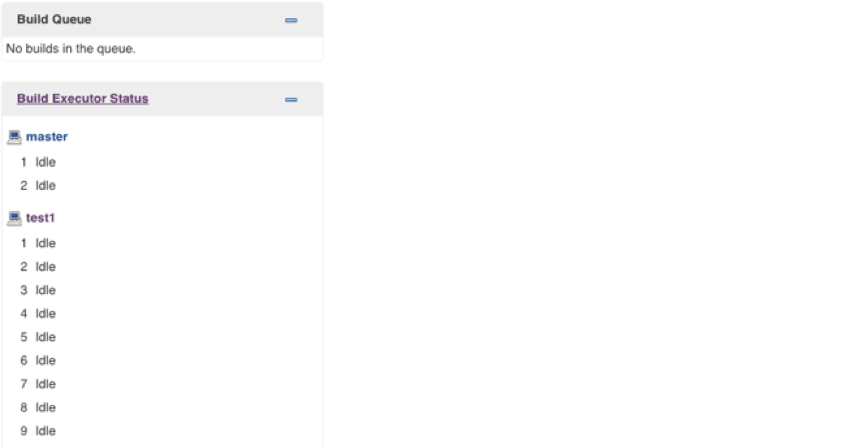 Build Queue
No builds in the queue.
Build Executor Status
master
1 Idle
2 Idle
test1
1 Idle
2 Idle
3 Idle
4 Idle
5 Idle
6 Idle
7 Idle
8 Idle
9 Idle